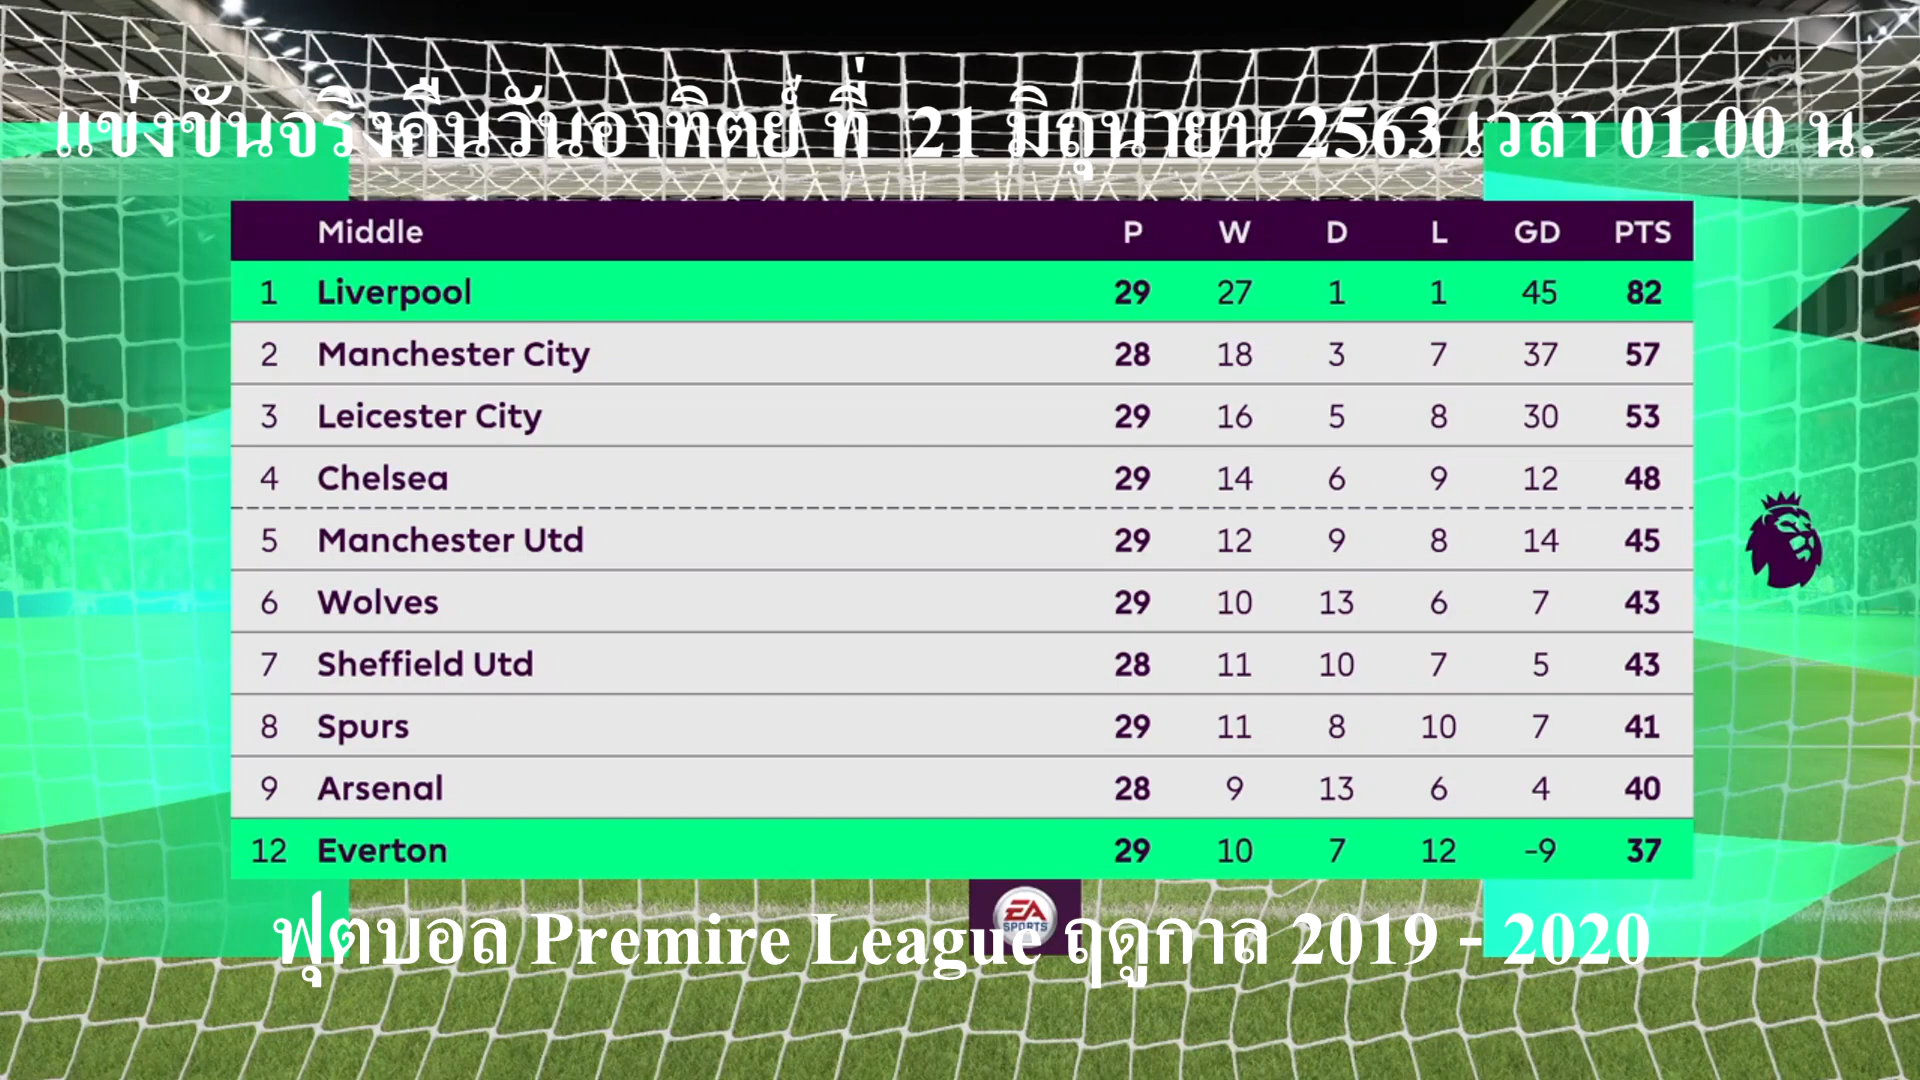 แข่งขันจริงคืนวันอาทิตย์ ที่ 21 มิถุนายน 2563 เวลา 01.00 น.
Middle P W D L GD PTS
1 Liverpool 29 27 1 1 45 82
2 Manchester City 28 18 3 7 37 57
3 Leicester City 29 16 5 8 30 53
4 Chelsea 29 14 6 9 12 48
5 Manchester Utd 29 12 9 8 14 45
6 Wolves 29 10 13 6 7 43
7 Sheffield Utd 28 11 10 7 5 43
8 Spurs 29 11 8 10 7 41
9 Arsenal 28 9 13 6 4 40
12 Everton 29 10 7 12 -9 37
EA SPORTS
ฟุตบอล Premire League ฤดูกาล 2019 - 2020